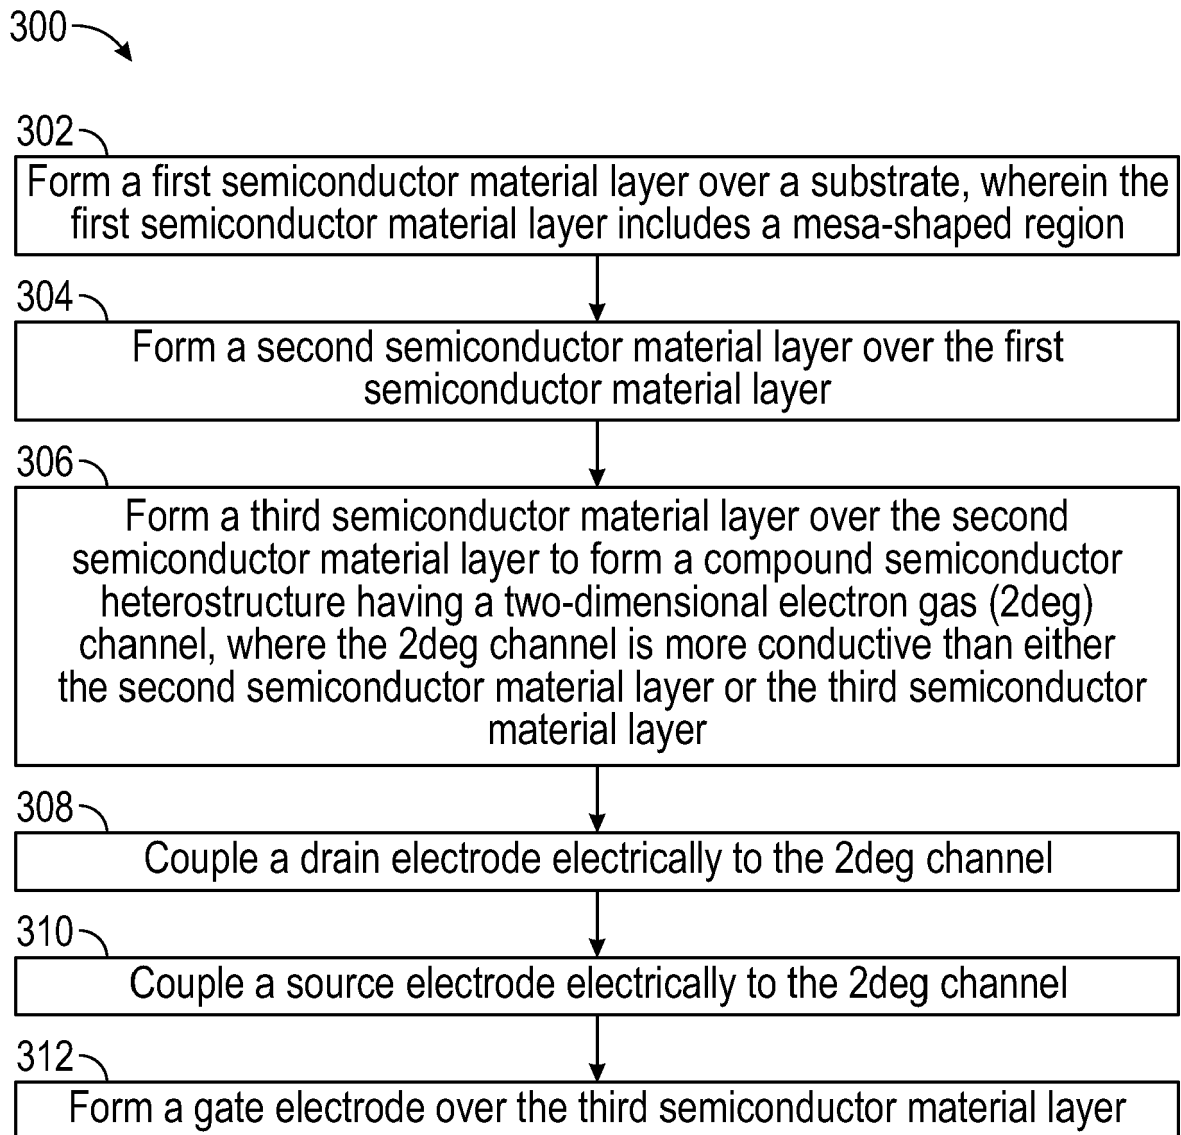 300
302
Form a first semiconductor material layer over a substrate, wherein the
first semiconductor material layer includes a mesa-shaped region
304
Form a second semiconductor material layer over the first
semiconductor material layer
306
Form a third semiconductor material layer over the second
semiconductor material layer to form a compound semiconductor
heterostructure having a two-dimensional electron gas (2deg)
channel, where the 2deg channel is more conductive than either
the second semiconductor material layer or the third semiconductor
material layer
308
Couple a drain electrode electrically to the 2deg channel
310
Couple a source electrode electrically to the 2deg channel
312
Form a gate electrode over the third semiconductor material layer